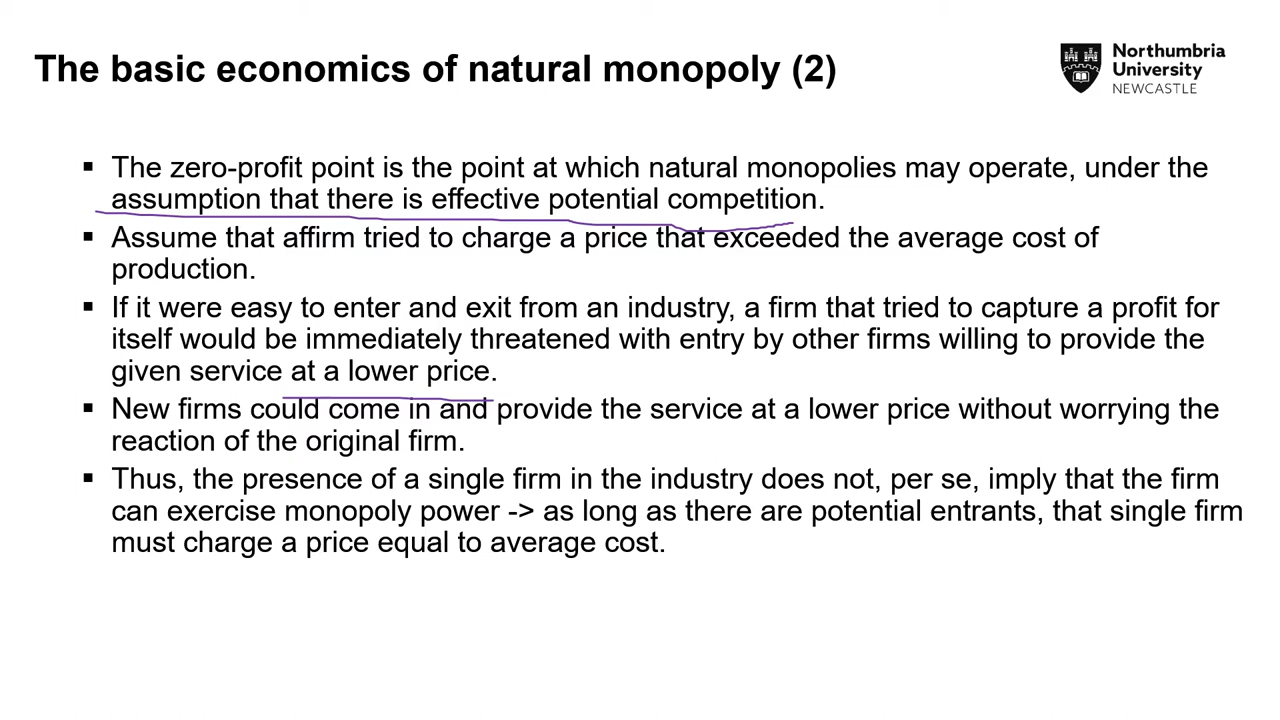 The basic economics of natural monopoly (2)
Northumbria
University
NEWCASTLE
▪ The zero-profit point is the point at which natural monopolies may operate, under the
assumption that there is effective potential competition.
▪ Assume that affirm tried to charge a price that exceeded the average cost of
production.
▪ If it were easy to enter and exit from an industry, a firm that tried to capture a profit for
itself would be immediately threatened with entry by other firms willing to provide the
given service at a lower price.
▪ New firms could come in and provide the service at a lower price without worrying the
reaction of the original firm.
▪ Thus, the presence of a single firm in the industry does not, per se, imply that the firm
can exercise monopoly power -> as long as there are potential entrants, that single firm
must charge a price equal to average cost.